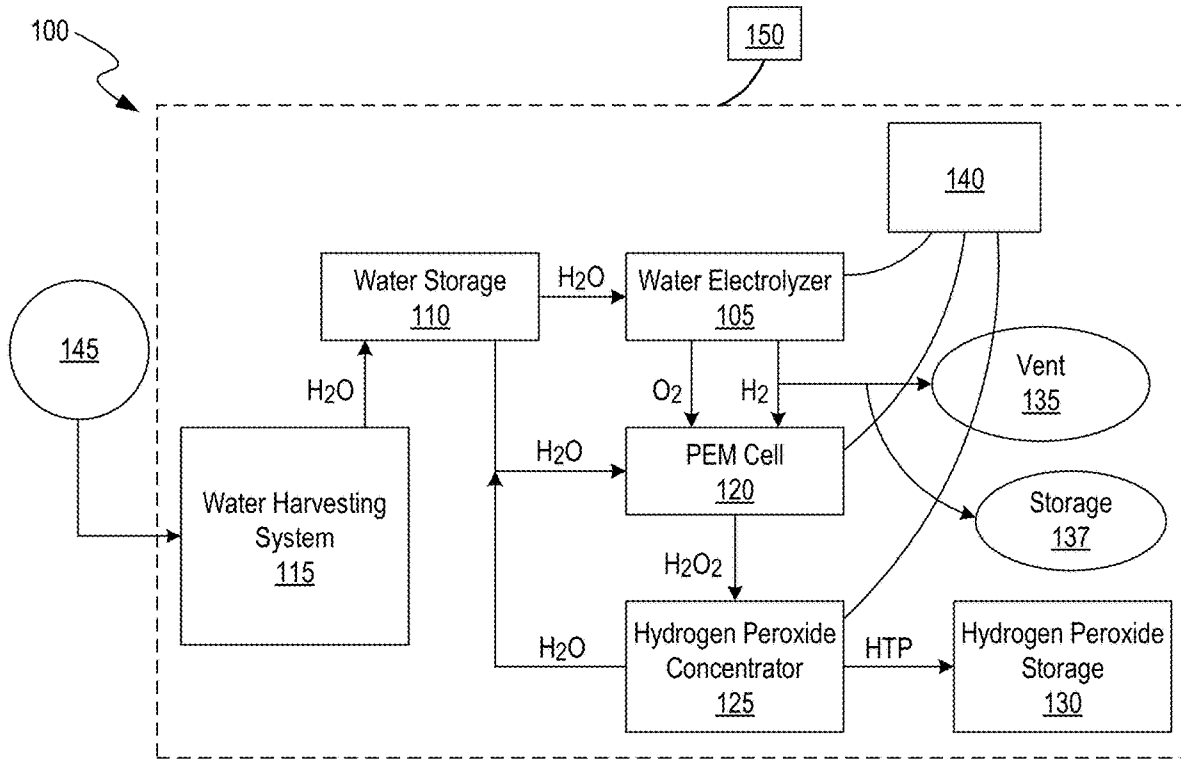 100
150
140
Water Storage
110
H2O
Water Electrolyzer
105
145
H2O
O2
H2
Vent
135
Water Harvesting
System
115
H2O
PEM Cell
120
Storage
137
H2O2
H2O
Hydrogen Peroxide
Concentrator
125
HTP
Hydrogen Peroxide
Storage
130